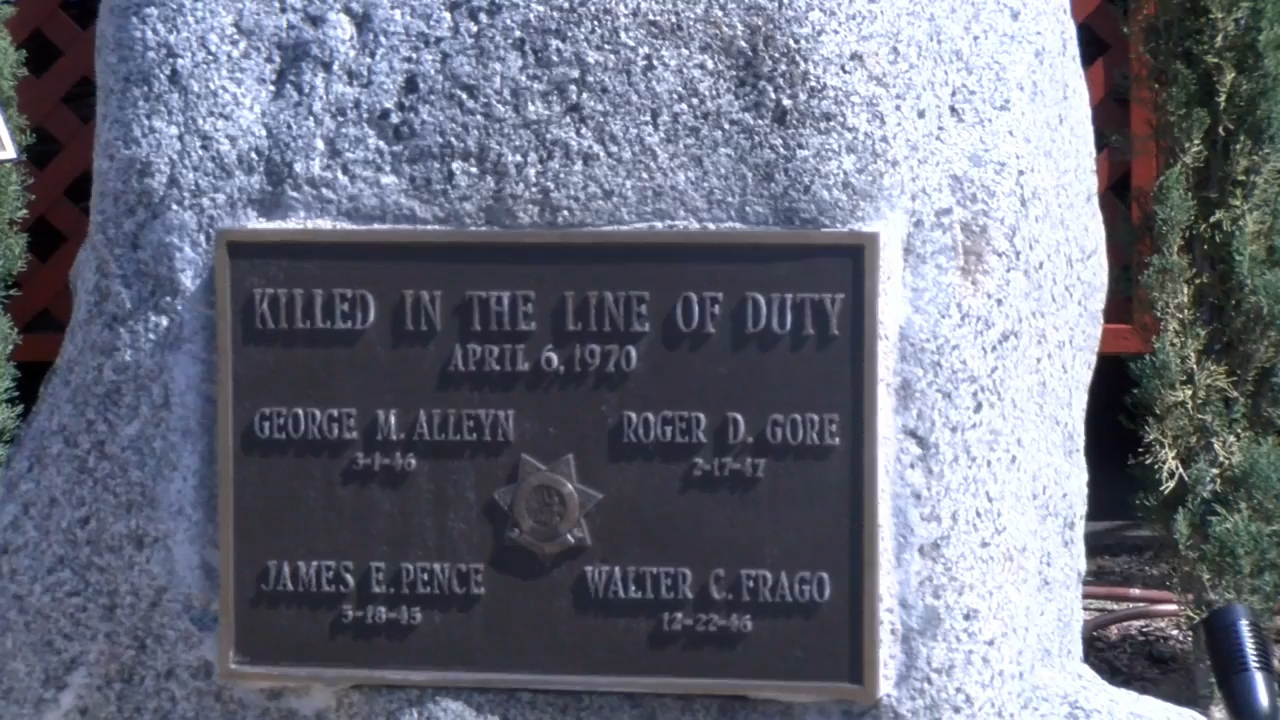 KILLED IN THE LINE OF DUTY
APRIL 6, 1970
GEORGE M. ALLEYN
3-1-46
ROGER D. GORE
2-17-47
JAMES E. PENCE
5-18-45
WALTER C. FRAGO
12-22-46